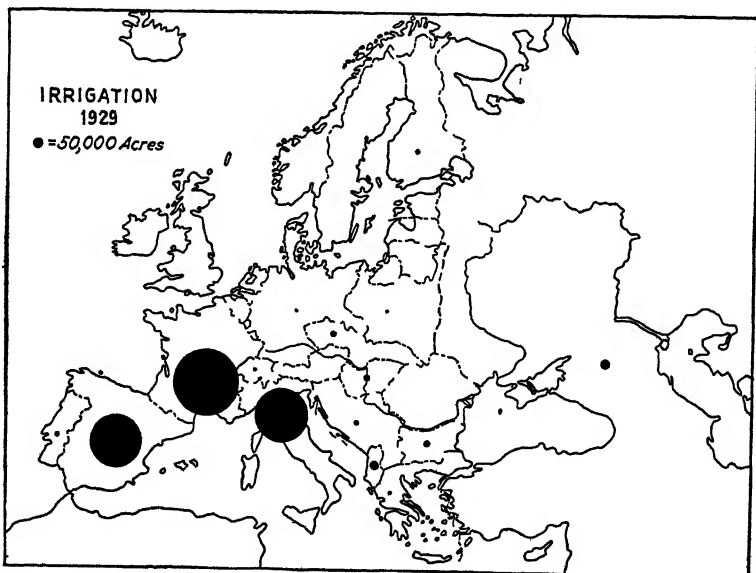 IRRIGATION
1929
● =50,000 Acres